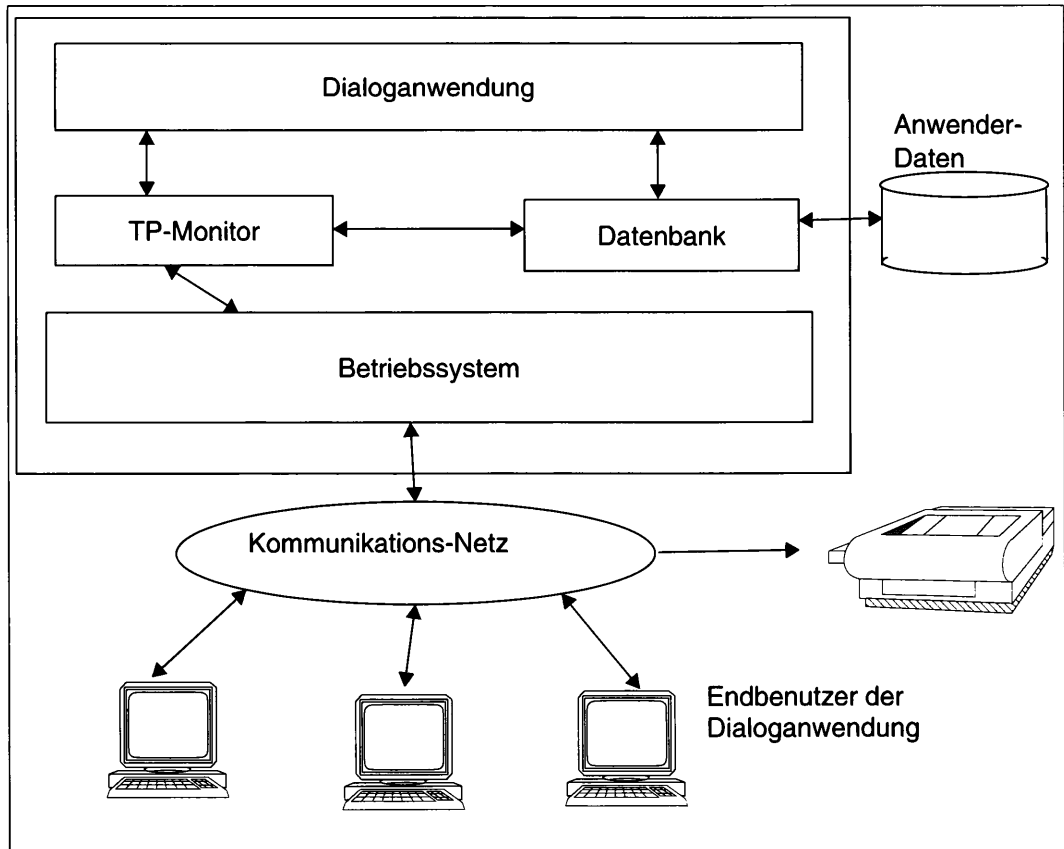 Dialoganwendung
Anwender-
Daten
TP-Monitor
Datenbank
Betriebssystem
Kommunikations-Netz
Endbenutzer der
Dialoganwendung